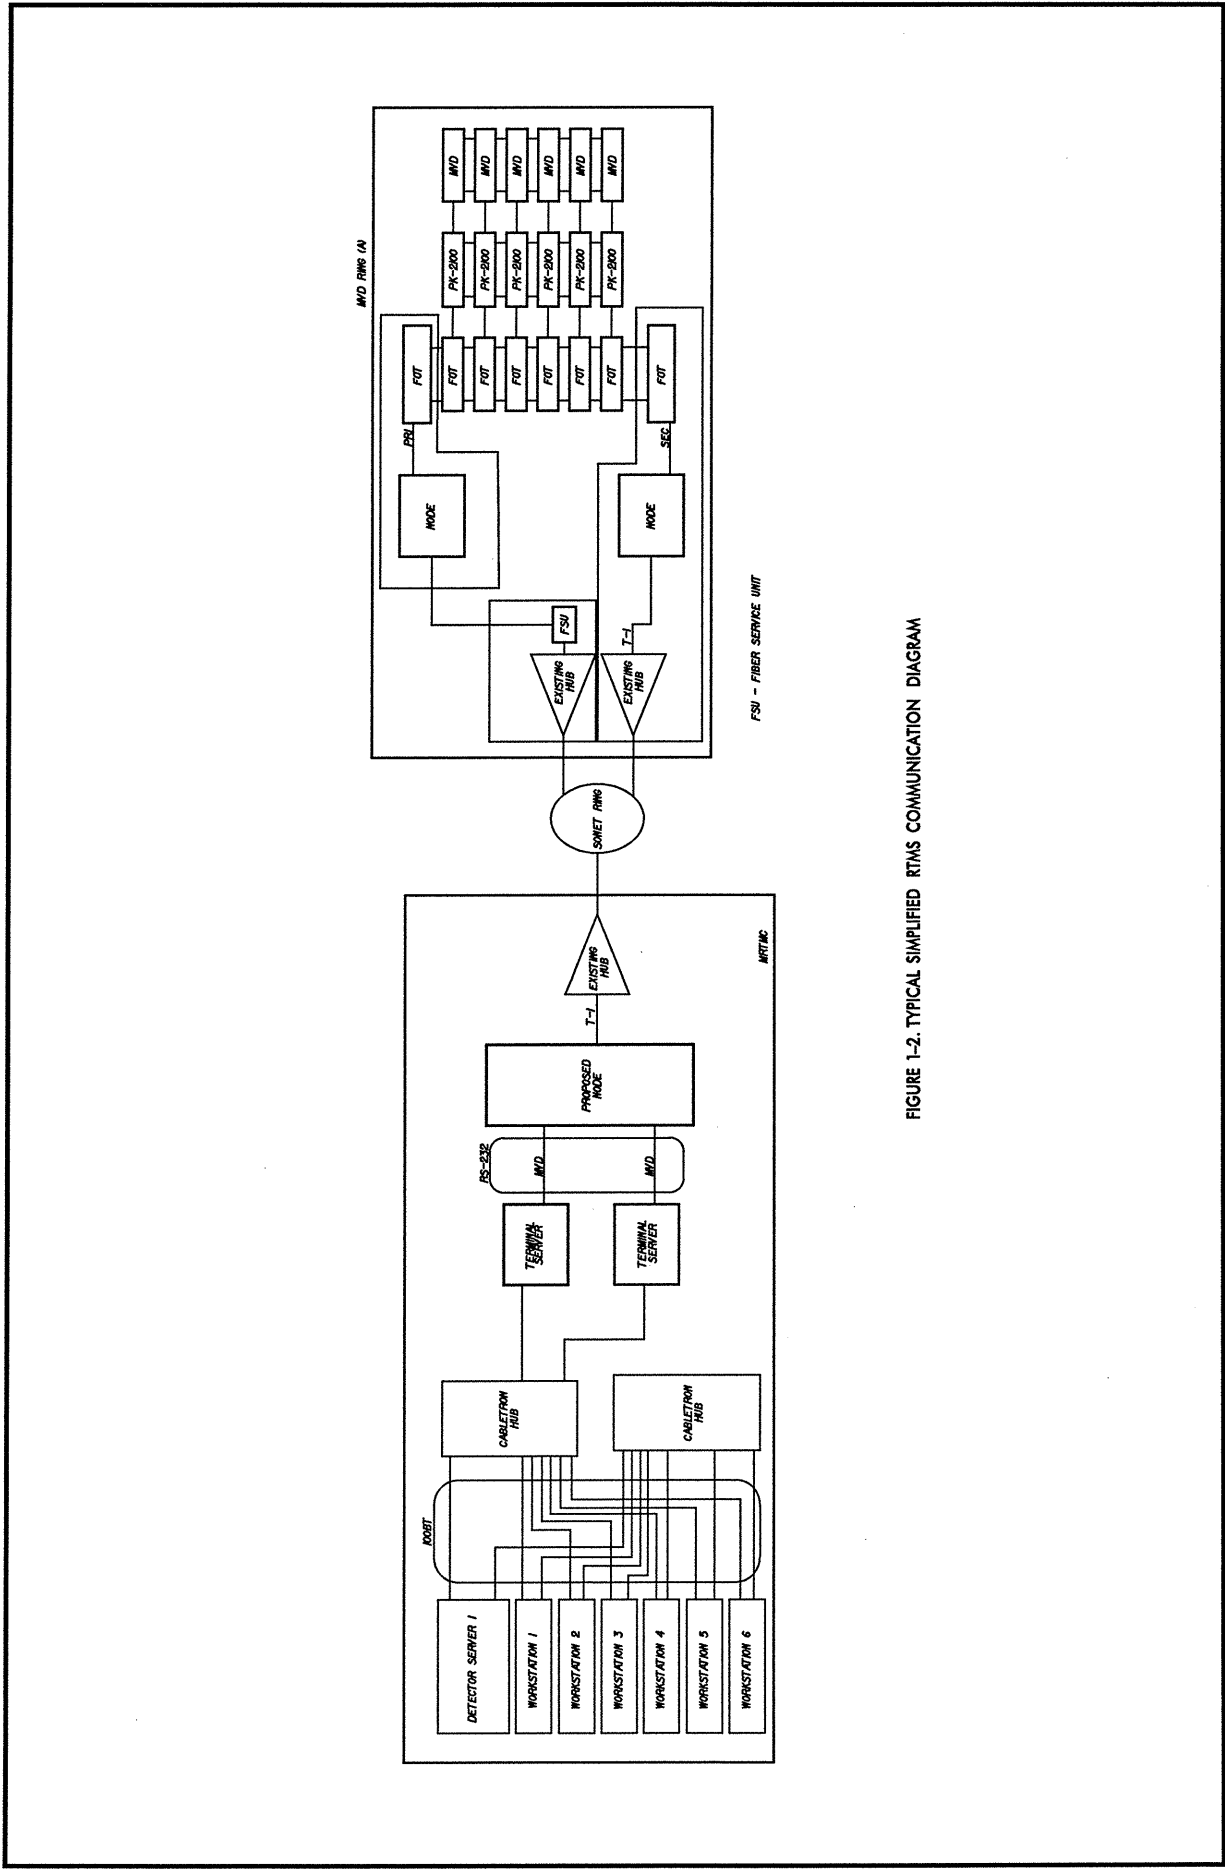 MVD RING (A)
MVD
MVD
MVD
MVD
MVD
MVD
PK-2100
PK-2100
PK-2100
PK-2100
PK-2100
PK-2100
FOT
FOT
FOT
FOT
FOT
FOT
FOT
FOT
PRI
SEC
NODE
NODE
FSU
T-1
EXISTING
HUB
EXISTING
HUB
FSU - FIBER SERVICE UNIT
SONET RING
EXISTING
HUB
MRTMC
T-1
PROPOSED
NODE
RS-232
MVD
MVD
TERMINAL
SERVER
TERMINAL
SERVER
CABLETRON
HUB
CABLETRON
HUB
100BT
DETECTOR SERVER 1
WORKSTATION 1
WORKSTATION 2
WORKSTATION 3
WORKSTATION 4
WORKSTATION 5
WORKSTATION 6
FIGURE 1-2. TYPICAL SIMPLIFIED RTMS COMMUNICATION DIAGRAM